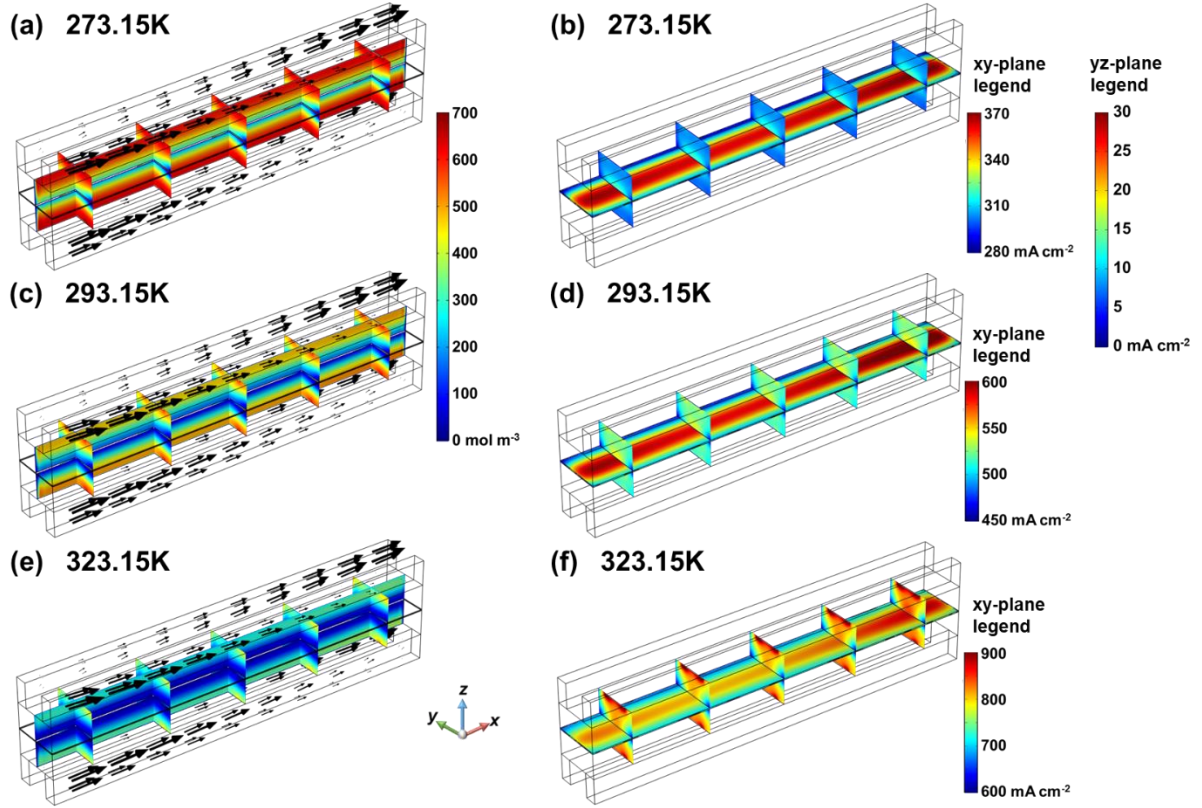 (a) 273.15K
700
600
500
400
300
200
100
0 mol m⁻³
(b) 273.15K
xy-plane
legend
370
340
310
280 mA cm⁻²
yz-plane
legend
30
25
20
15
10
5
0 mA cm⁻²
(c) 293.15K
(d) 293.15K
xy-plane
legend
600
550
500
450 mA cm⁻²
(e) 323.15K
z
y
x
(f) 323.15K
xy-plane
legend
900
800
700
600 mA cm⁻²